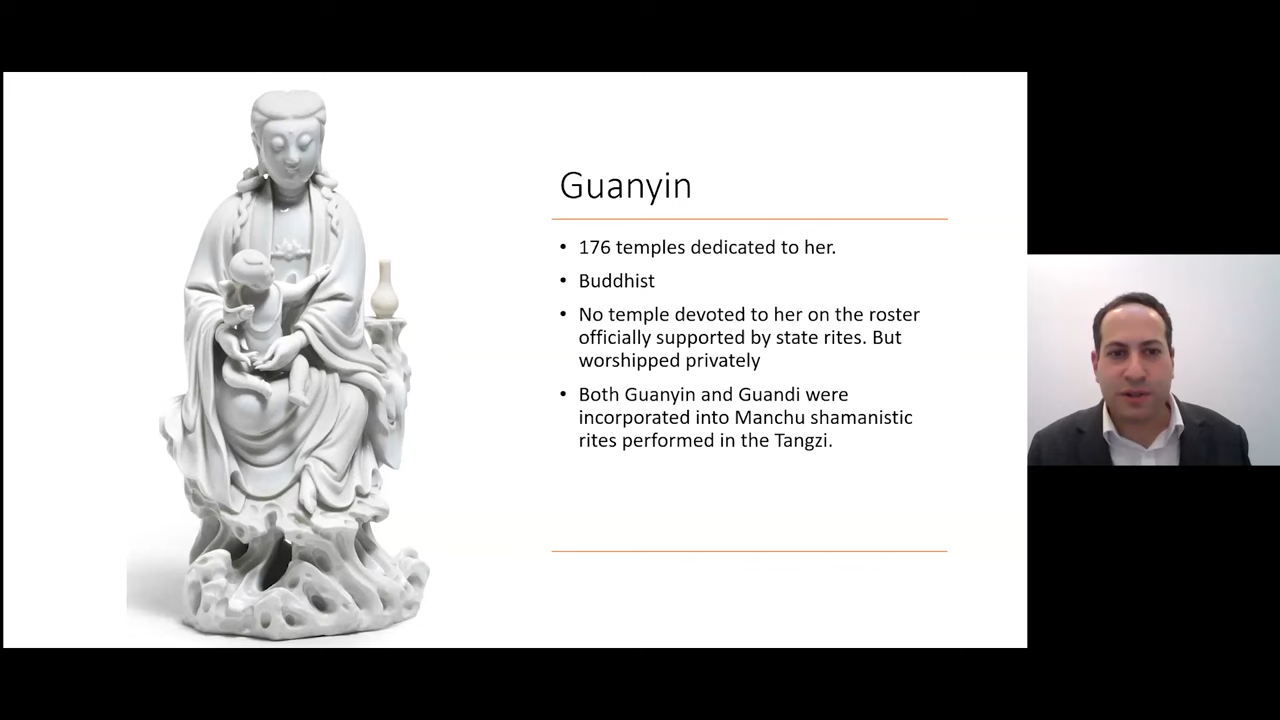 Guanyin
• 176 temples dedicated to her.
• Buddhist
• No temple devoted to her on the roster
officially supported by state rites. But
worshipped privately
• Both Guanyin and Guandi were
incorporated into Manchu shamanistic
rites performed in the Tangzi.